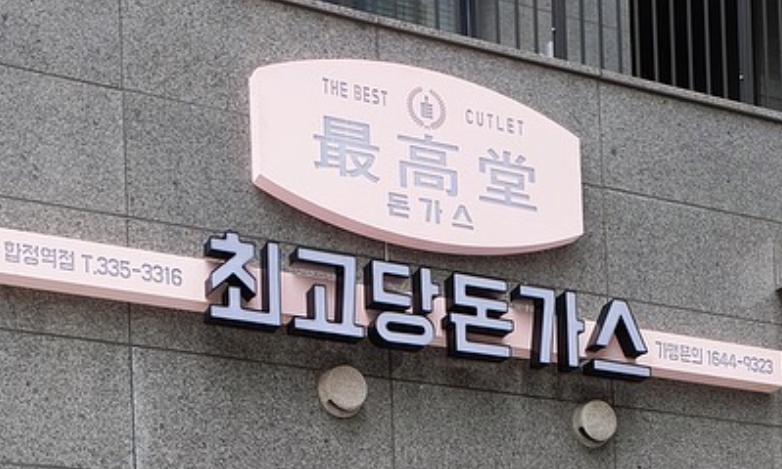 THE BEST CUTLET
最高堂
돈가스
합정역점 T.335-3316
최고당돈가스
가맹문의 1644-9323